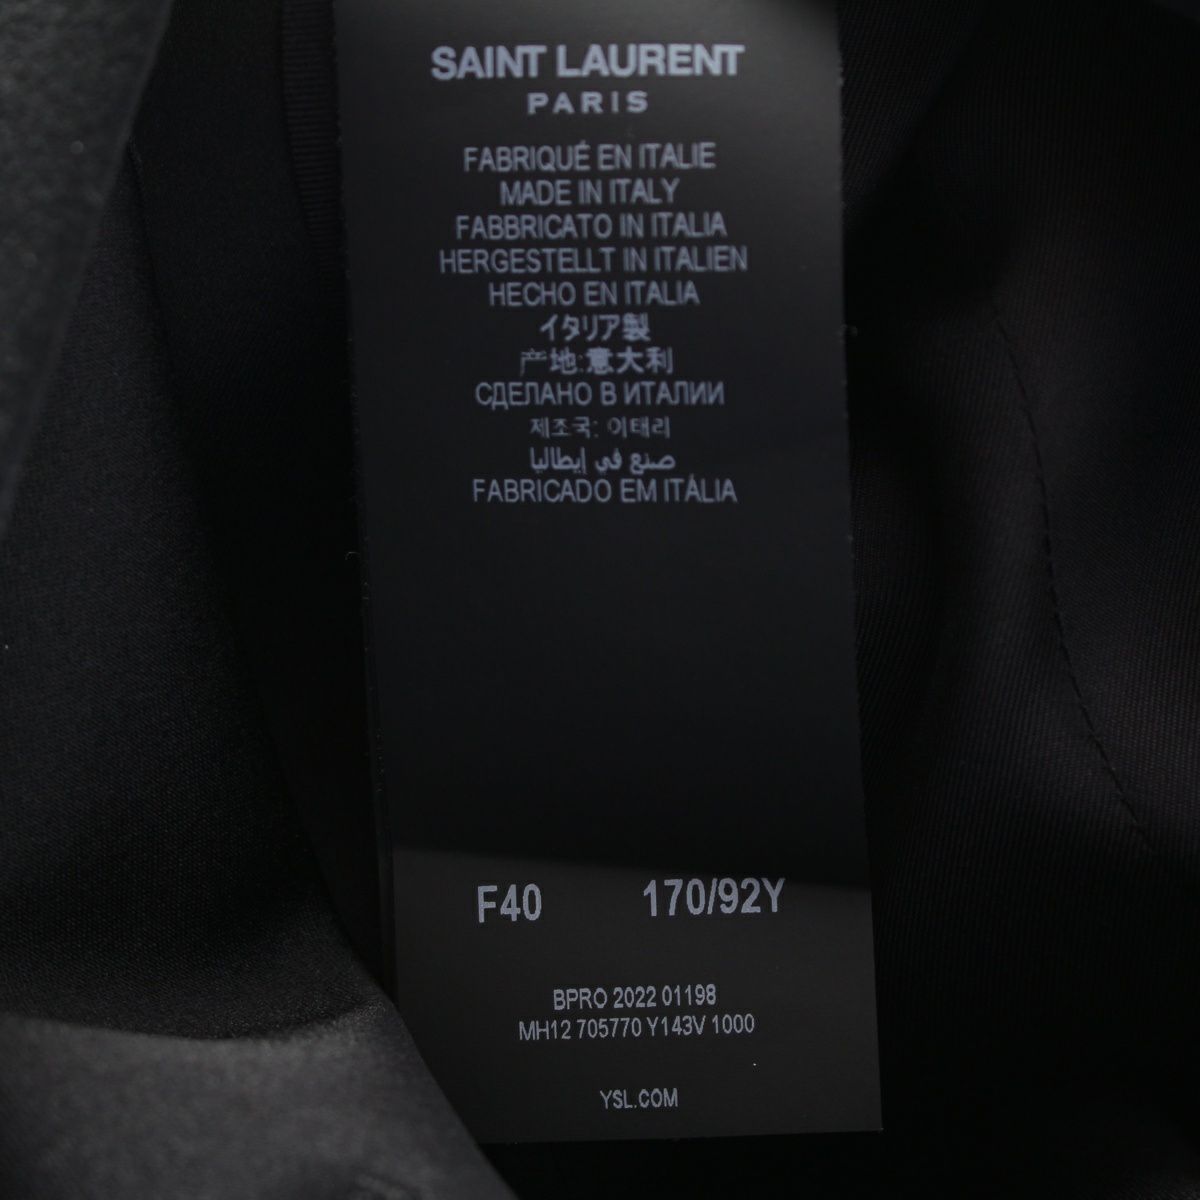 SAINT LAURENT
PARIS
FABRIQUÉ EN ITALIE
MADE IN ITALY
FABBRICATO IN ITALIA
HERGESTELLT IN ITALIEN
HECHO EN ITALIA
イタリア製
产地:意大利
СДЕЛАНО В ИТАЛИИ
제조국: 이태리
صنع في إيطاليا
FABRICADO EM ITÁLIA
F40 170/92Y
BPRO 2022 01198
MH12 705770 Y143V 1000
YSL.COM